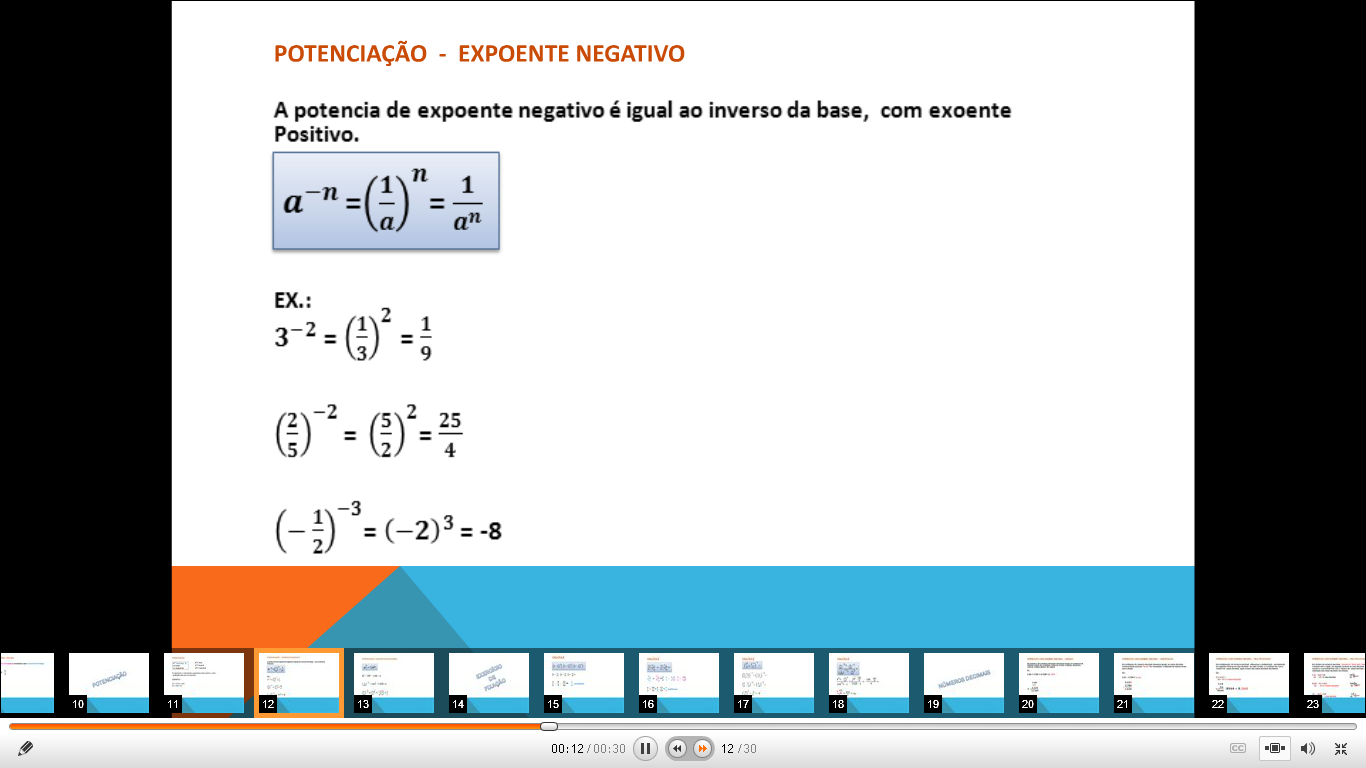 POTENCIAÇÃO - EXPOENTE NEGATIVO
A potencia de expoente negativo é igual ao inverso da base, com exoente
Positivo.
a⁻ⁿ =(1/a)ⁿ= 1/aⁿ
EX.:
3⁻² = (1/3)² = 1/9
(2/5)⁻² = (5/2)²= 25/4
(−1/2)⁻³= (−2)³ = -8
POTENCIAÇÃO
EXERCÍCIO
DE
FIXAÇÃO
NÚMEROS DECIMAIS
10 11 12 13 14 15 16 17 18 19 20 21 22 23
00:12 / 00:30
12 / 30
CC